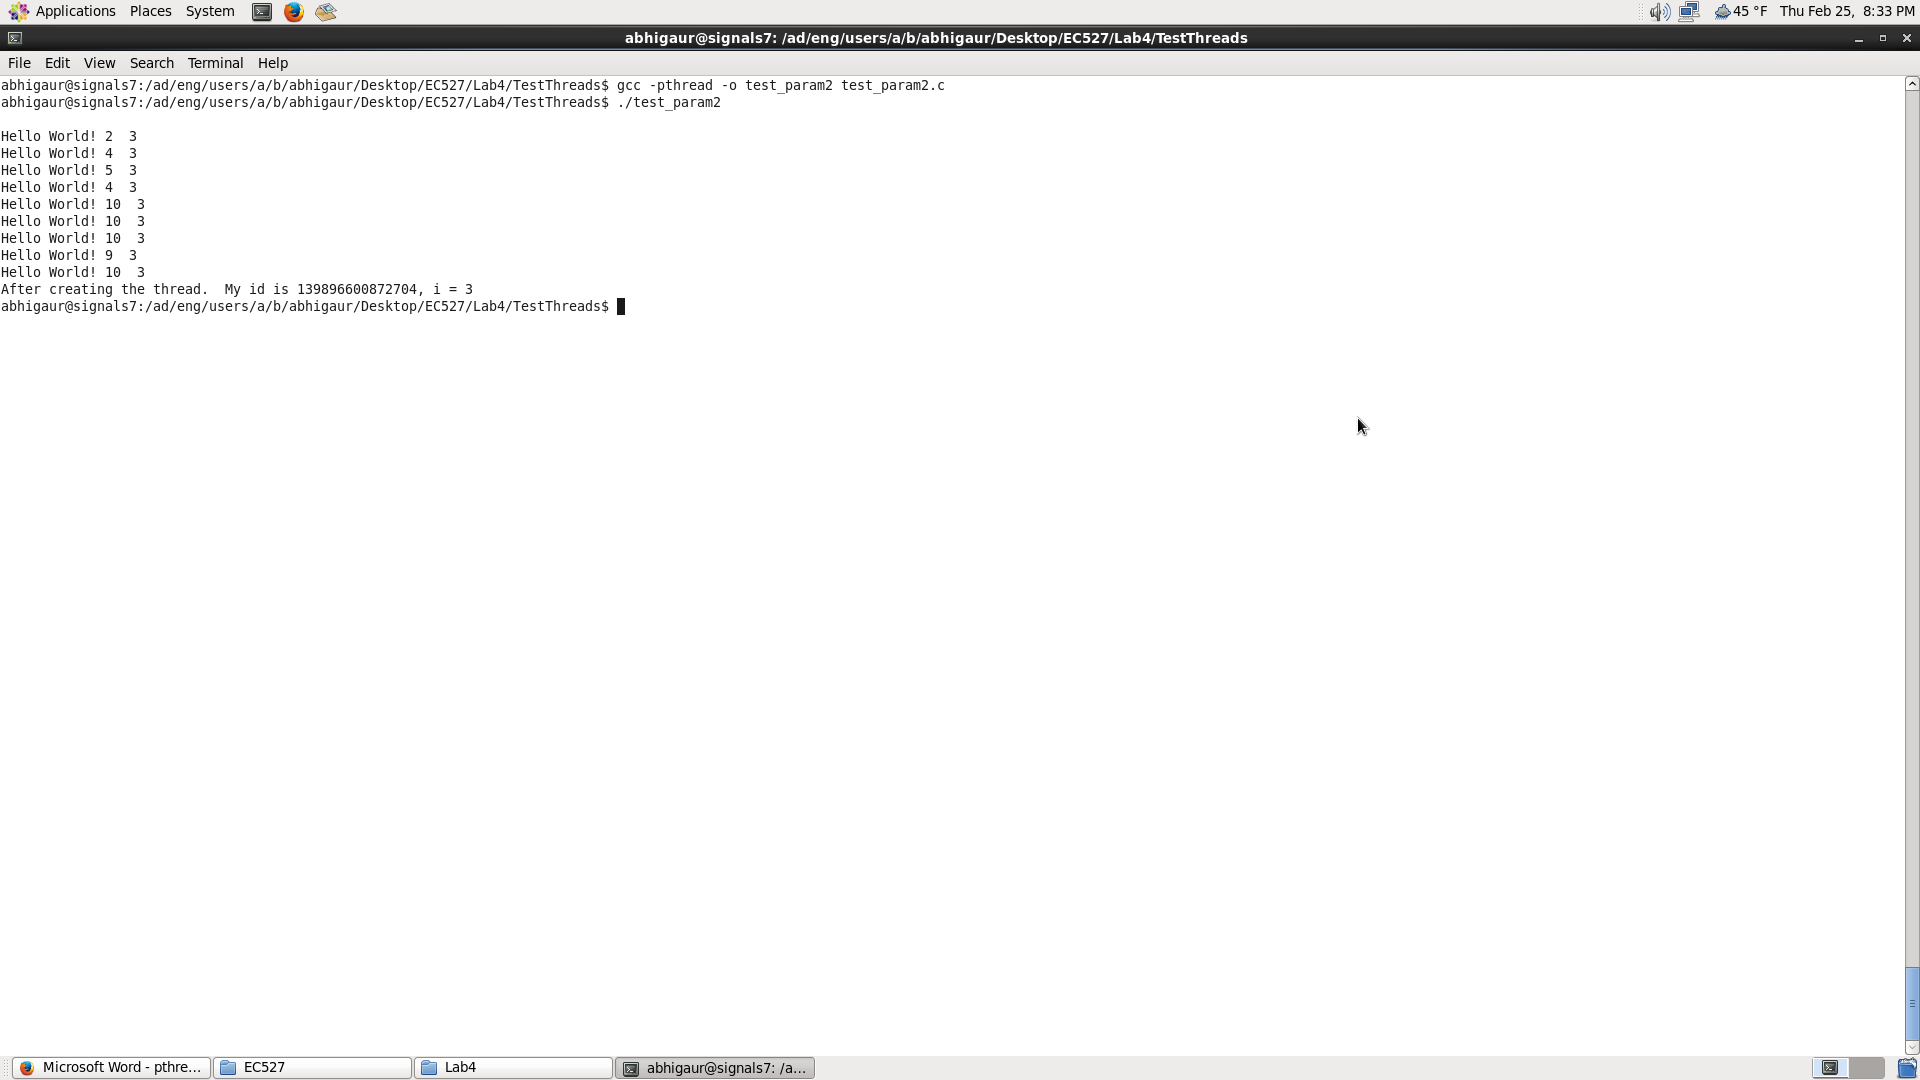 Applications Places System 45 °F Thu Feb 25, 8:33 PM
abhigaur@signals7: /ad/eng/users/a/b/abhigaur/Desktop/EC527/Lab4/TestThreads
File Edit View Search Terminal Help
abhigaur@signals7:/ad/eng/users/a/b/abhigaur/Desktop/EC527/Lab4/TestThreads$ gcc -pthread -o test_param2 test_param2.c
abhigaur@signals7:/ad/eng/users/a/b/abhigaur/Desktop/EC527/Lab4/TestThreads$ ./test_param2
Hello World! 2  3
Hello World! 4  3
Hello World! 5  3
Hello World! 4  3
Hello World! 10  3
Hello World! 10  3
Hello World! 10  3
Hello World! 9  3
Hello World! 10  3
After creating the thread.  My id is 139896600872704, i = 3
abhigaur@signals7:/ad/eng/users/a/b/abhigaur/Desktop/EC527/Lab4/TestThreads$
Microsoft Word - pthre... EC527 Lab4 abhigaur@signals7: /a...